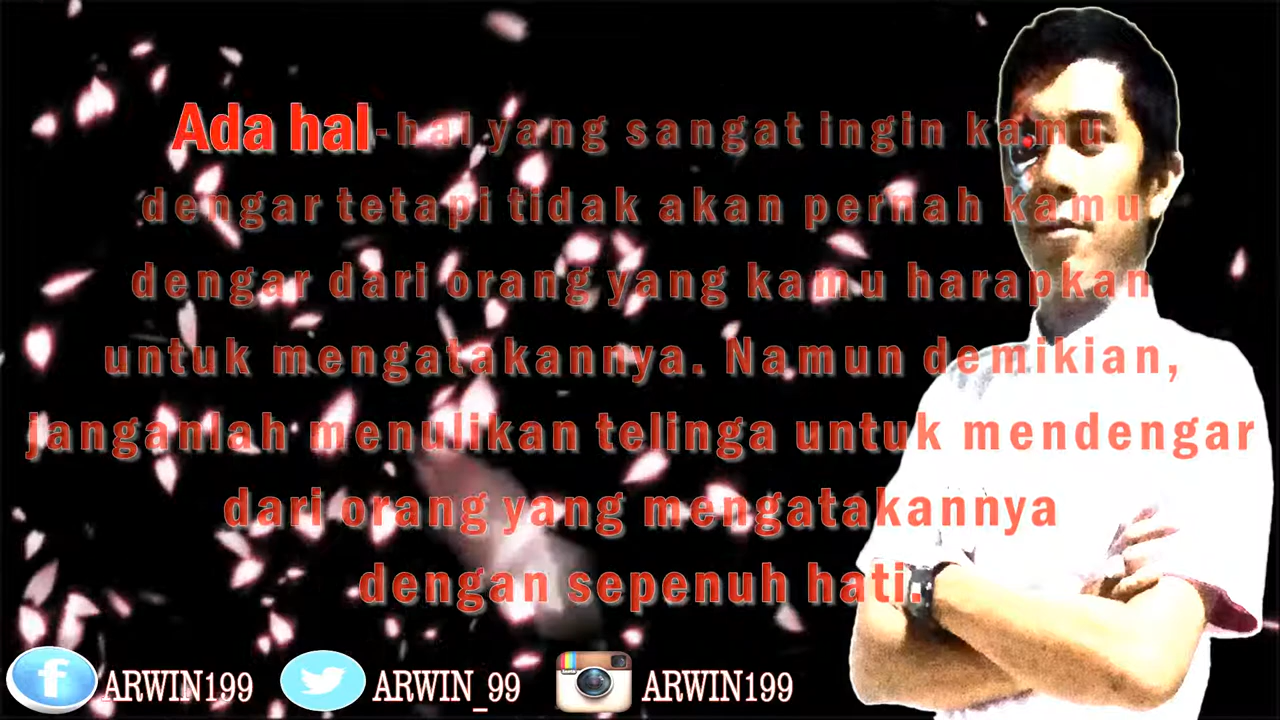 Ada hal-hal yang sangat ingin kamu
dengar tetapi tidak akan pernah kamu
dengar dari orang yang kamu harapkan
untuk mengatakannya. Namun demikian,
janganlah menulikan telinga untuk mendengar
dari orang yang mengatakannya
dengan sepenuh hati.
f ARWIN199 ARWIN_99 ARWIN199